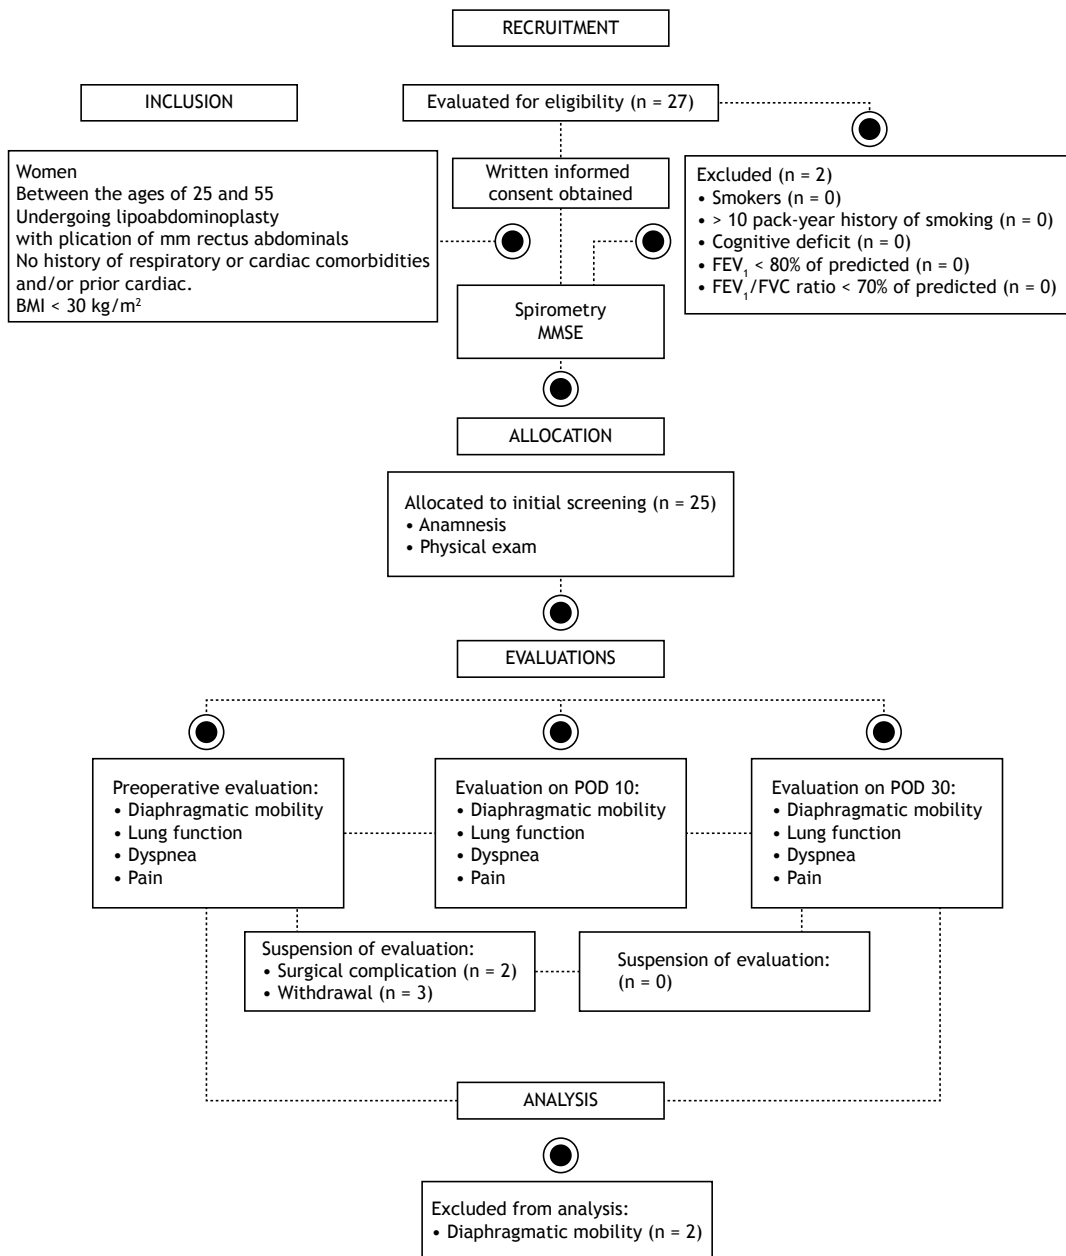 RECRUITMENT
INCLUSION
Evaluated for eligibility (n = 27)
Women
Between the ages of 25 and 55
Undergoing lipoabdominoplasty
with plication of mm rectus abdominals
No history of respiratory or cardiac comorbidities
and/or prior cardiac.
BMI < 30 kg/m²
Written informed
consent obtained
Excluded (n = 2)
• Smokers (n = 0)
• > 10 pack-year history of smoking (n = 0)
• Cognitive deficit (n = 0)
• FEV₁ < 80% of predicted (n = 0)
• FEV₁/FVC ratio < 70% of predicted (n = 0)
Spirometry
MMSE
ALLOCATION
Allocated to initial screening (n = 25)
• Anamnesis
• Physical exam
EVALUATIONS
Preoperative evaluation:
• Diaphragmatic mobility
• Lung function
• Dyspnea
• Pain
Evaluation on POD 10:
• Diaphragmatic mobility
• Lung function
• Dyspnea
• Pain
Evaluation on POD 30:
• Diaphragmatic mobility
• Lung function
• Dyspnea
• Pain
Suspension of evaluation:
• Surgical complication (n = 2)
• Withdrawal (n = 3)
Suspension of evaluation:
(n = 0)
ANALYSIS
Excluded from analysis:
• Diaphragmatic mobility (n = 2)